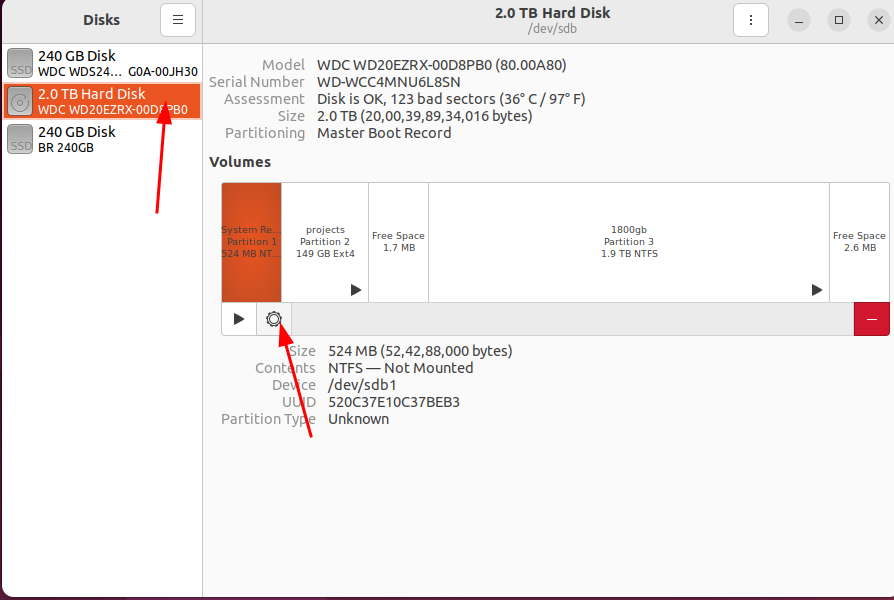 Disks
2.0 TB Hard Disk
/dev/sdb
240 GB Disk
SSD WDC WDS24... G0A-00JH30
2.0 TB Hard Disk
WDC WD20EZRX-00D8PB0
240 GB Disk
SSD BR 240GB
Model WDC WD20EZRX-00D8PB0 (80.00A80)
Serial Number WD-WCC4MNU6L8SN
Assessment Disk is OK, 123 bad sectors (36° C / 97° F)
Size 2.0 TB (20,00,39,89,34,016 bytes)
Partitioning Master Boot Record
Volumes
System Re...
Partition 1
524 MB NT...
projects
Partition 2
149 GB Ext4
Free Space
1.7 MB
1800gb
Partition 3
1.9 TB NTFS
Free Space
2.6 MB
Size 524 MB (52,42,88,000 bytes)
Contents NTFS — Not Mounted
Device /dev/sdb1
UUID 520C37E10C37BEB3
Partition Type Unknown